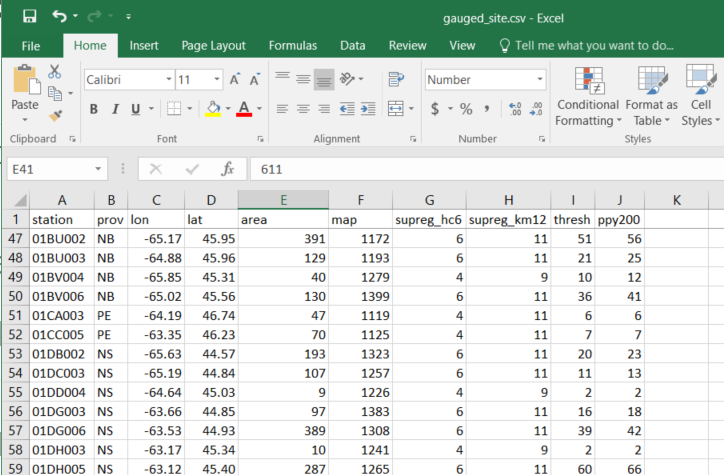 gauged_site.csv - Excel
File Home Insert Page Layout Formulas Data Review View Tell me what you want to do...
Calibri 11 Number
Paste B I U A $ % , Conditional Format as Cell
Formatting Table Styles
Clipboard Font Alignment Number Styles
E41 fx 611
A B C D E F G H I J K
1 station prov lon lat area map supreg_hc6 supreg_km12 thresh ppy200
47 01BU002 NB -65.17 45.95 391 1172 6 11 51 56
48 01BU003 NB -64.88 45.96 129 1193 6 11 21 25
49 01BV004 NB -65.85 45.31 40 1279 4 9 10 12
50 01BV006 NB -65.02 45.56 130 1399 6 11 36 41
51 01CA003 PE -64.19 46.74 47 1119 4 11 6 6
52 01CC005 PE -63.35 46.23 70 1125 4 11 7 7
53 01DB002 NS -65.63 44.57 193 1323 6 11 20 23
54 01DC003 NS -65.19 44.84 107 1257 6 11 11 13
55 01DD004 NS -64.64 45.03 9 1226 4 9 2 2
56 01DG003 NS -63.66 44.85 97 1383 6 11 16 18
57 01DG006 NS -63.53 44.93 389 1308 6 11 39 42
58 01DH003 NS -63.17 45.34 10 1241 4 9 2 2
59 01DH005 NS -63.12 45.40 287 1265 6 11 60 66